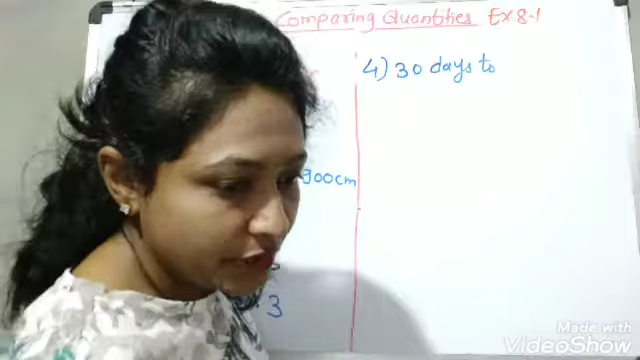 Comparing Quantities Ex.8.1
4) 30 days to
900cm
3
Made with
VideoShow